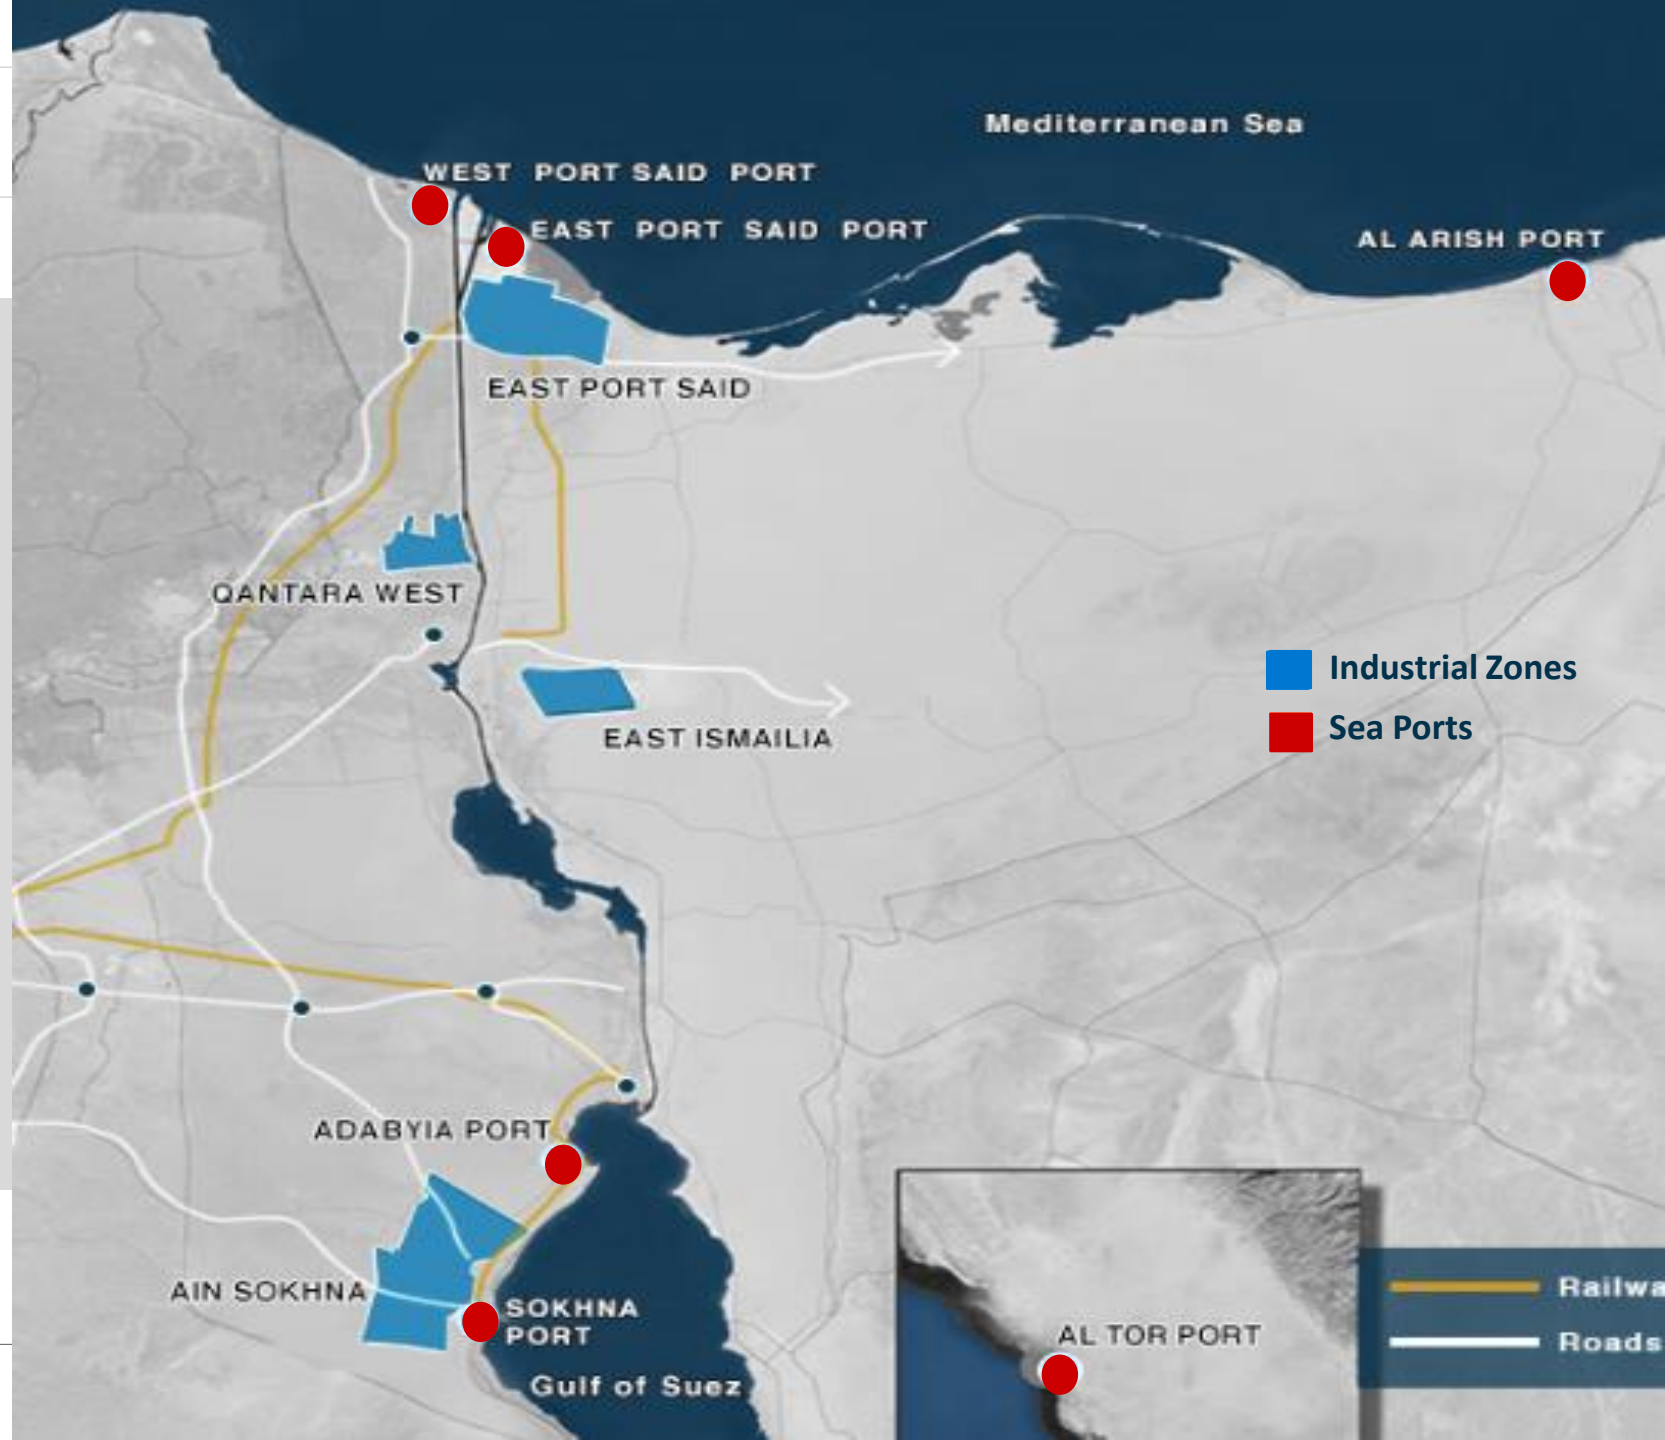 Mediterranean Sea
WEST PORT SAID PORT
EAST PORT SAID PORT
AL ARISH PORT
EAST PORT SAID
QANTARA WEST
Industrial Zones
EAST ISMAILIA
Sea Ports
ADABYIA PORT
AIN SOKHNA
SOKHNA
PORT
Gulf of Suez
AL TOR PORT
Railwa
Roads